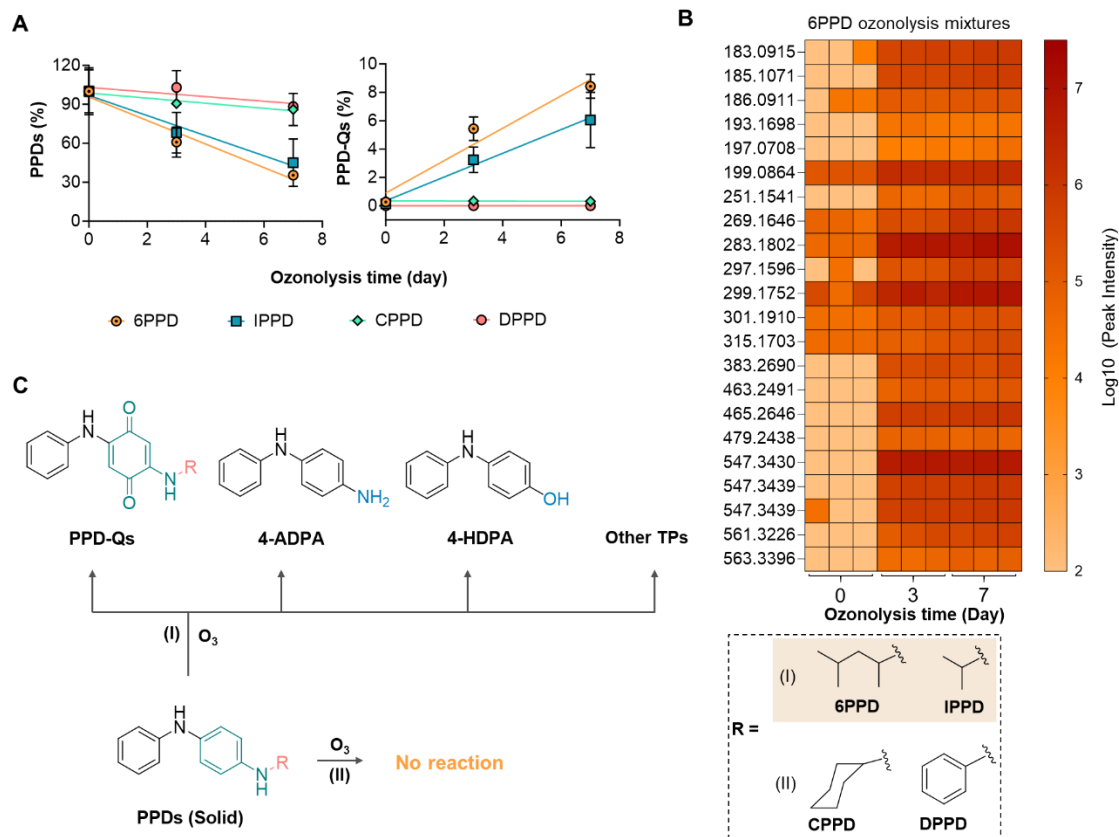 A
PPDs (%)
120
90
60
30
0
0 2 4 6 8
PPD-Qs (%)
10
8
6
4
2
0
0 2 4 6 8
Ozonolysis time (day)
6PPD IPPD CPPD DPPD
B
6PPD ozonolysis mixtures
183.0915
185.1071
186.0911
193.1698
197.0708
199.0864
251.1541
269.1646
283.1802
297.1596
299.1752
301.1910
315.1703
383.2690
463.2491
465.2646
479.2438
547.3430
547.3439
547.3439
561.3226
563.3396
0 3 7
Ozonolysis time (Day)
7
6
5
4
3
2
Log10 (Peak Intensity)
C
H
N
O
O
N
H
R
PPD-Qs
H
N
NH2
4-ADPA
H
N
OH
4-HDPA
Other TPs
(I) O3
H
N
N
H
R
PPDs (Solid)
O3
(II)
No reaction
R =
(I)
6PPD IPPD
(II)
CPPD DPPD